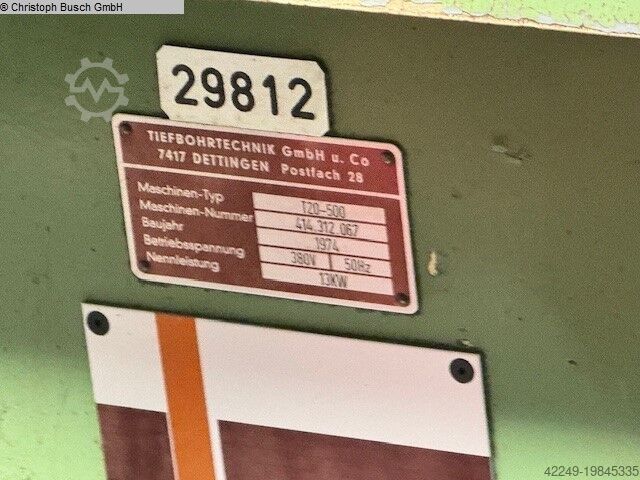 © Christoph Busch GmbH
29812
TIEFBOHRTECHNIK GmbH u. Co
7417 DETTINGEN Postfach 28
Maschinen-Typ T20-500
Maschinen-Nummer 414.312.067
Baujahr 1974
Betriebsspannung 380V 50Hz
Nennleistung 13KW
42249-19845335